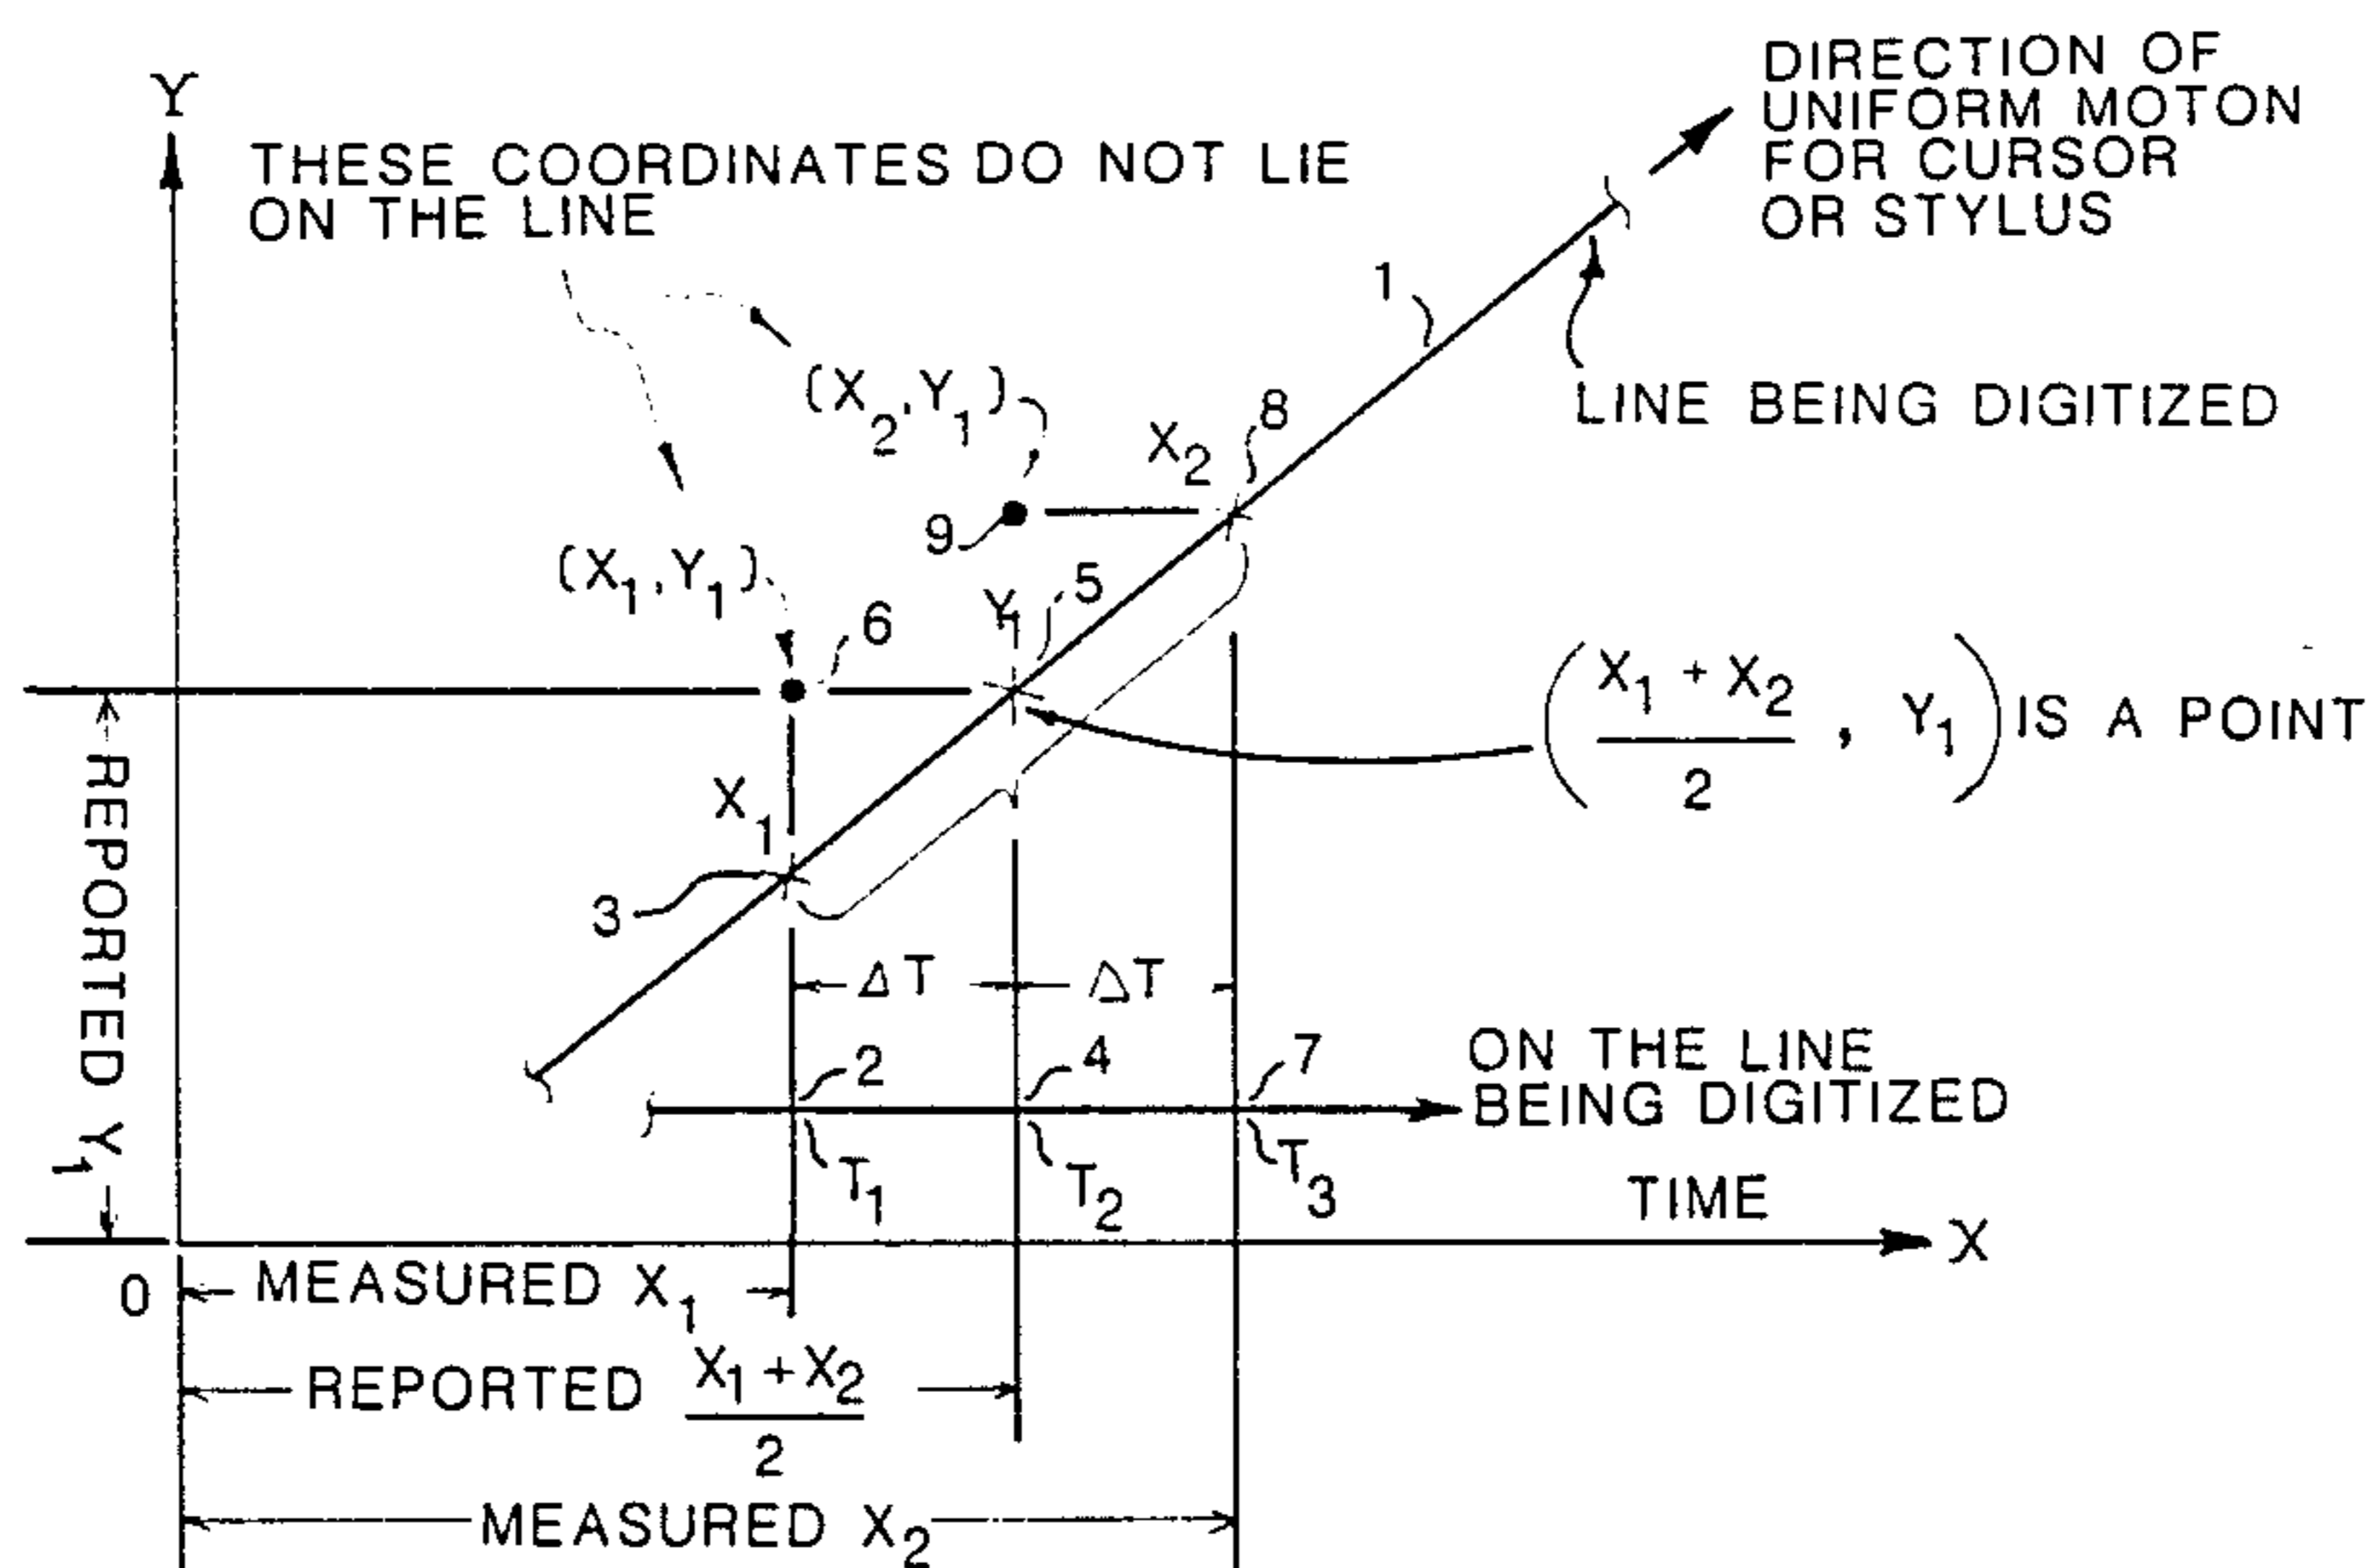 Y
THESE COORDINATES DO NOT LIE
ON THE LINE
DIRECTION OF
UNIFORM MOTON
FOR CURSOR
OR STYLUS
1
LINE BEING DIGITIZED
(X2,Y1)
X2
8
9
(X1,Y1)
6
Y1
5
(X1 + X2
2
, Y1) IS A POINT
REPORTED Y1
X1
3
ΔT
ΔT
2
4
7
ON THE LINE
BEING DIGITIZED
T1
T2
T3
TIME
X
0
MEASURED X1
REPORTED X1 + X2
2
MEASURED X2